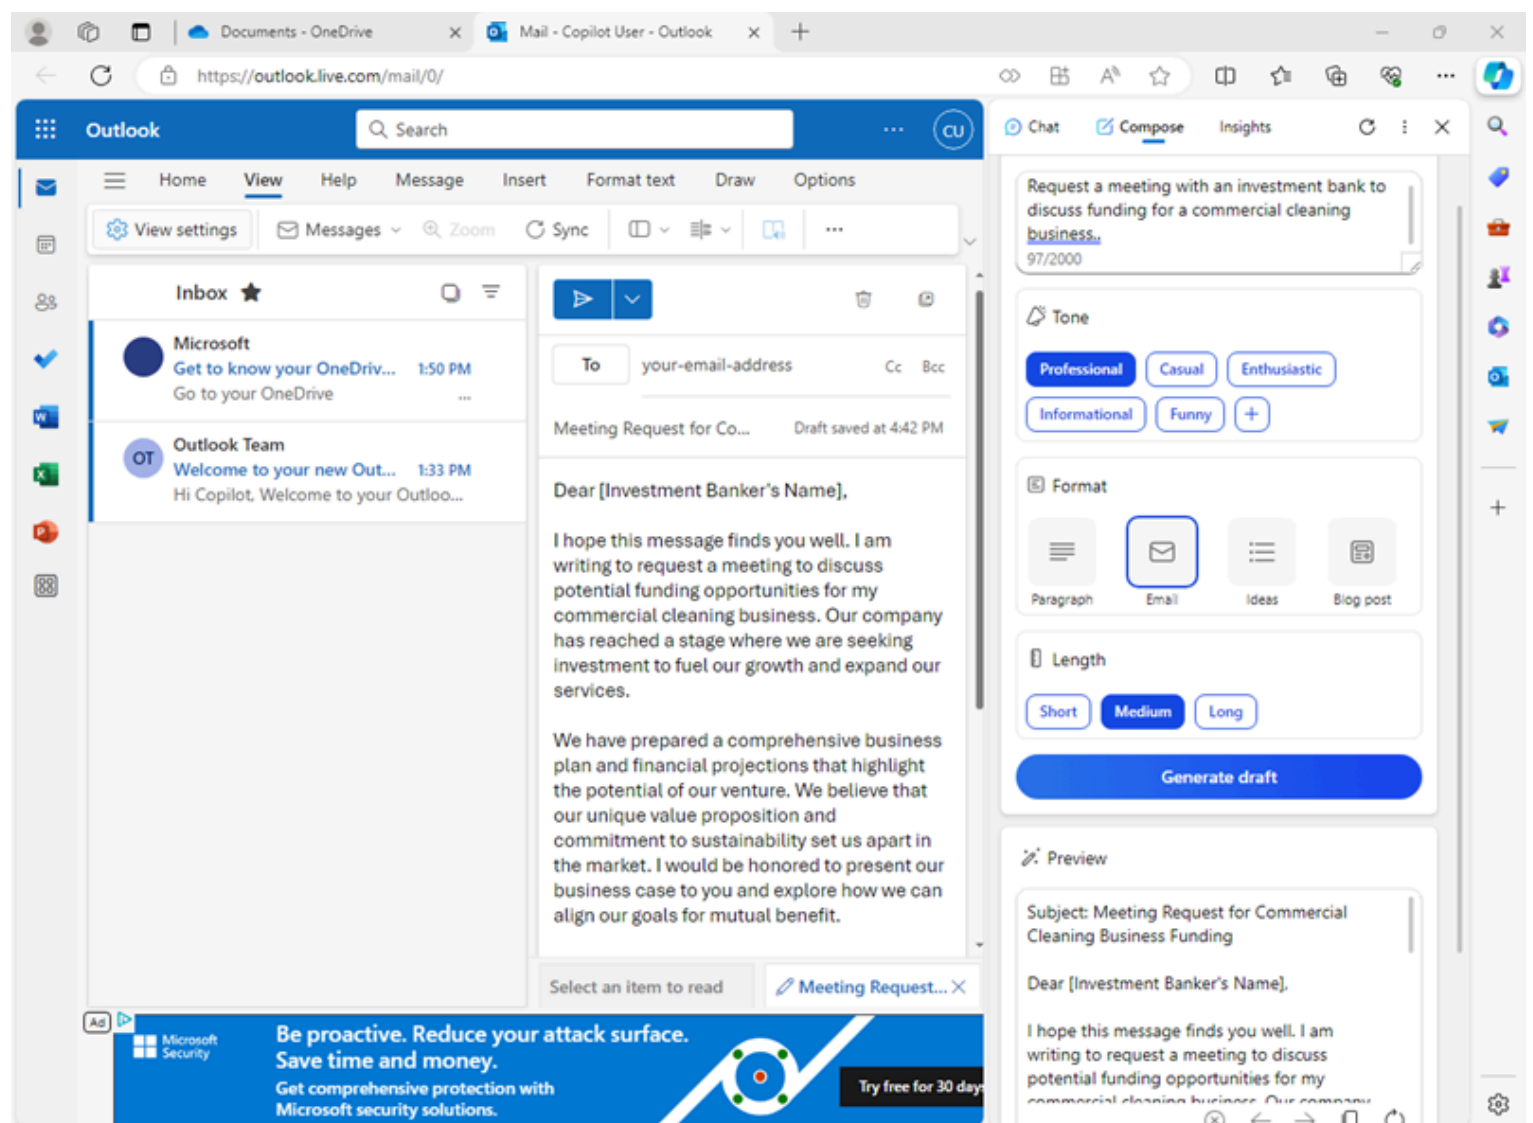 Documents - OneDrive
Mail - Copilot User - Outlook
https://outlook.live.com/mail/0/
Outlook
Search
CU
Home View Help Message Insert Format text Draw Options
View settings Messages Zoom Sync
Inbox
Microsoft
Get to know your OneDriv... 1:50 PM
Go to your OneDrive ...
OT
Outlook Team
Welcome to your new Out... 1:33 PM
Hi Copilot, Welcome to your Outloo...
To your-email-address Cc Bcc
Meeting Request for Co... Draft saved at 4:42 PM
Dear [Investment Banker's Name],
I hope this message finds you well. I am
writing to request a meeting to discuss
potential funding opportunities for my
commercial cleaning business. Our company
has reached a stage where we are seeking
investment to fuel our growth and expand our
services.
We have prepared a comprehensive business
plan and financial projections that highlight
the potential of our venture. We believe that
our unique value proposition and
commitment to sustainability set us apart in
the market. I would be honored to present our
business case to you and explore how we can
align our goals for mutual benefit.
Select an item to read
Meeting Request...
Ad
Microsoft
Security
Be proactive. Reduce your attack surface.
Save time and money.
Get comprehensive protection with
Microsoft security solutions.
Try free for 30 days
Chat Compose Insights
Request a meeting with an investment bank to
discuss funding for a commercial cleaning
business..
97/2000
Tone
Professional Casual Enthusiastic
Informational Funny +
Format
Paragraph Email Ideas Blog post
Length
Short Medium Long
Generate draft
Preview
Subject: Meeting Request for Commercial
Cleaning Business Funding
Dear [Investment Banker's Name],
I hope this message finds you well. I am
writing to request a meeting to discuss
potential funding opportunities for my
commercial cleaning business. Our company